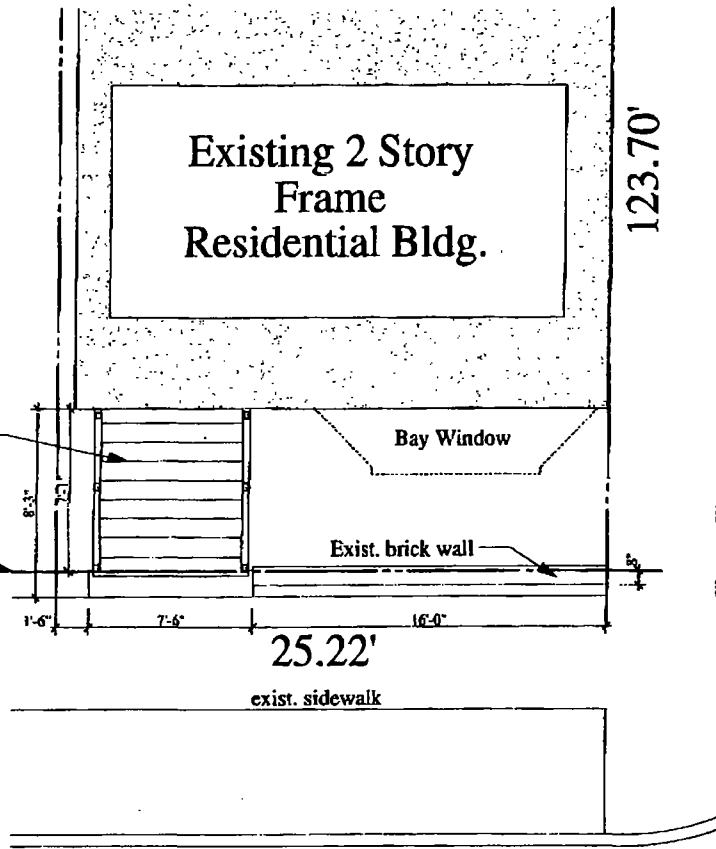 Existing 2 Story
Frame
Residential Bldg.
123.70'
Bay Window
8'-3"
Exist. brick wall
8"
1'-6"
7'-6"
16'-0"
25.22'
exist. sidewalk